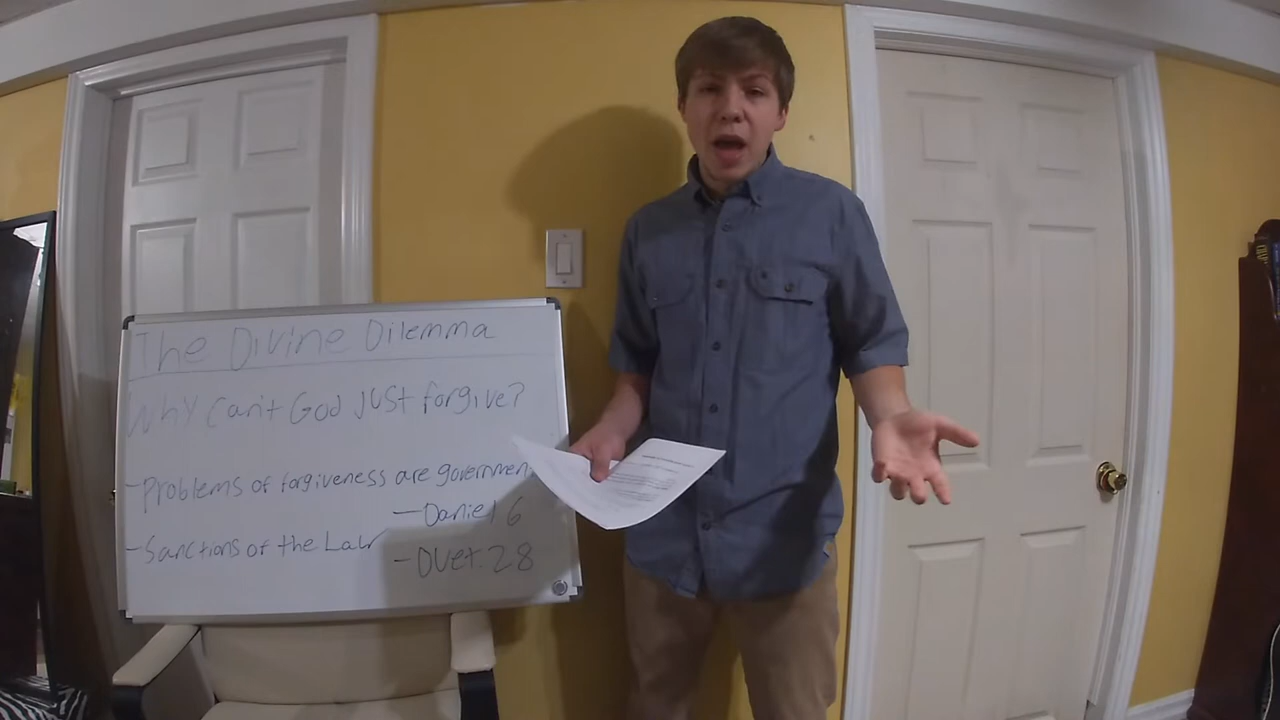 The Divine Dilemma
Why can't God just forgive?
-Problems of forgiveness are governmen
-Daniel 6
-Sanctions of the Law
-Duet. 28